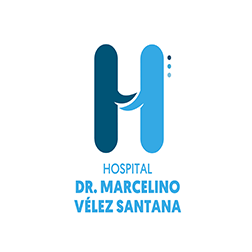 H
HOSPITAL
DR. MARCELINO
VÉLEZ SANTANA